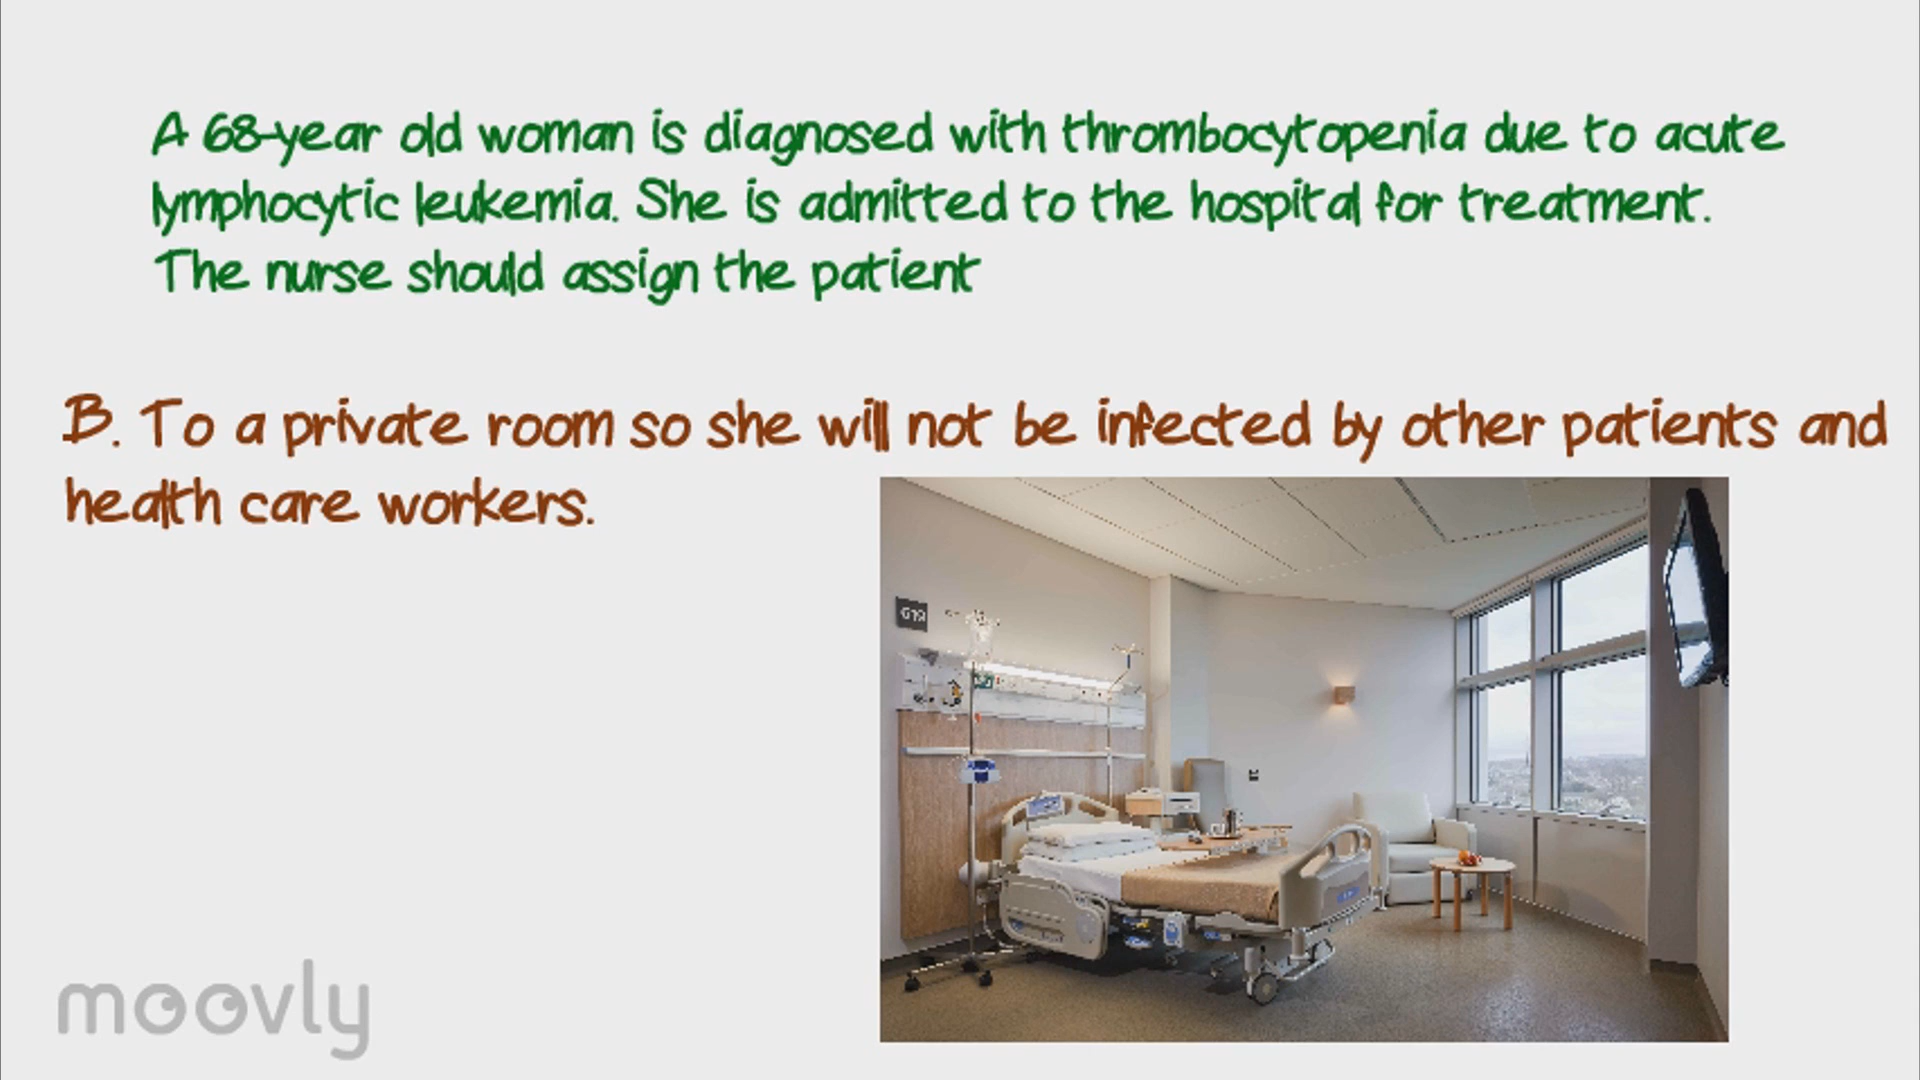 A 68-year old woman is diagnosed with thrombocytopenia due to acute
lymphocytic leukemia. She is admitted to the hospital for treatment.
The nurse should assign the patient
B. To a private room so she will not be infected by other patients and
health care workers.
G19
moovly